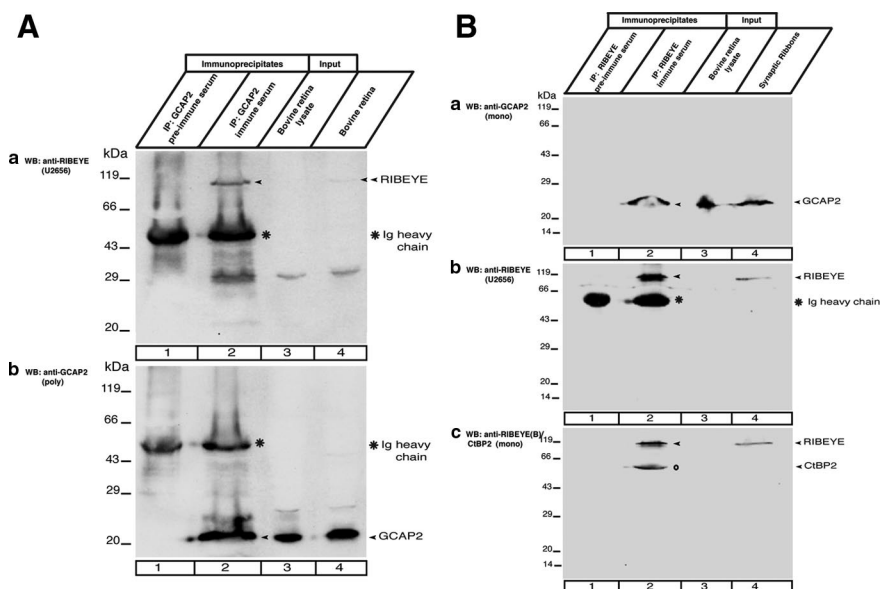 A
Immunoprecipitates
Input
IP: GCAP2
pre-immune serum
IP: GCAP2
immune serum
Bovine retina
lysate
Bovine retina
a
WB: anti-RIBEYE
(U2656)
kDa
119
66
43
29
20
RIBEYE
Ig heavy
chain
1 2 3 4
b
WB: anti-GCAP2
(poly)
kDa
119
66
43
29
20
Ig heavy
chain
GCAP2
1 2 3 4
B
Immunoprecipitates
Input
IP: RIBEYE
pre-immune serum
IP: RIBEYE
immune serum
Bovine retina
lysate
Synaptic Ribbons
a
WB: anti-GCAP2
(mono)
kDa
119
66
43
29
20
14
GCAP2
1 2 3 4
b
WB: anti-RIBEYE
(U2656)
119
66
43
29
20
14
RIBEYE
Ig heavy chain
1 2 3 4
c
WB: anti-RIBEYE(B)/
CtBP2 (mono)
119
66
43
29
20
14
RIBEYE
CtBP2
1 2 3 4